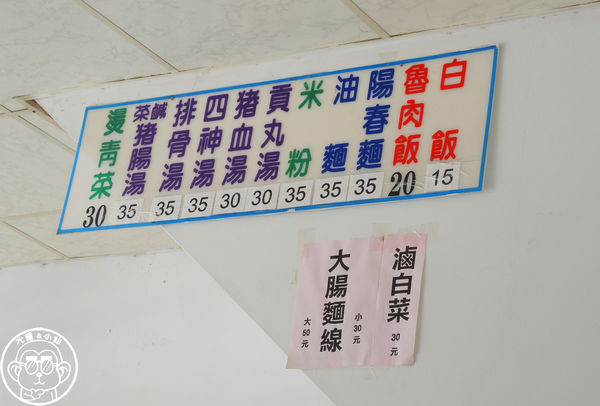 白飯 15
魯肉飯 20
陽春麵 35
油麵 35
米粉 35
貢丸湯 30
豬血湯 30
四神湯 35
排骨湯 35
鹹菜豬腸湯 35
燙青菜 30
滷白菜 30元
大腸麵線 小30元
大50元